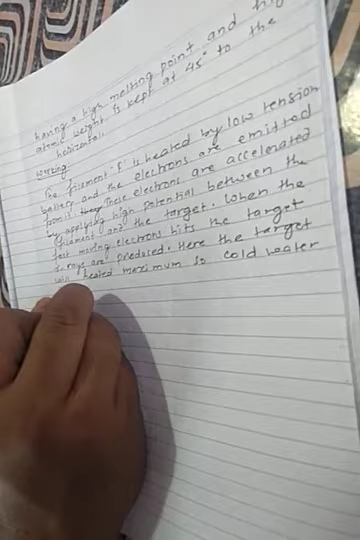 having a high melting point and
atomic weight is kept at 45° to the
horizontal.
Working:
The filament 'F' is heated by low tension
battery and the electrons are emitted
from it. These electrons are accelerated
by applying high potential between the
filament and the target. When the
fast moving electrons hits the target
X-rays are produced. Here the target
will heated maximum so cold water